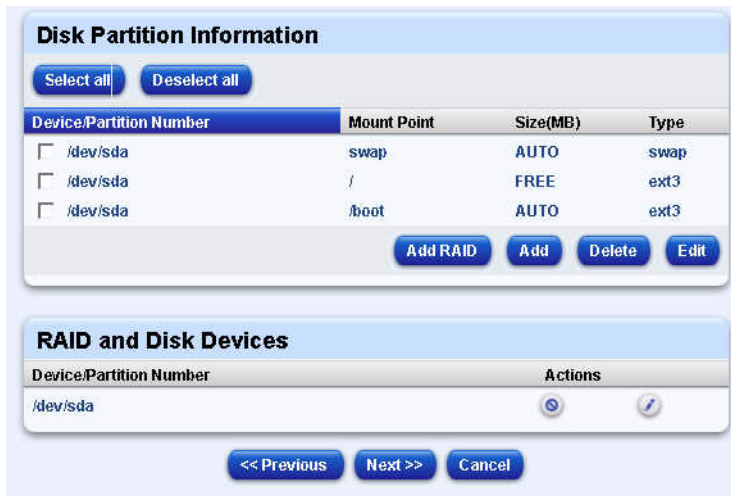 Disk Partition Information
Select all Deselect all
Device/Partition Number Mount Point Size(MB) Type
/dev/sda swap AUTO swap
/dev/sda / FREE ext3
/dev/sda /boot AUTO ext3
Add RAID Add Delete Edit
RAID and Disk Devices
Device/Partition Number Actions
/dev/sda
<< Previous Next >> Cancel